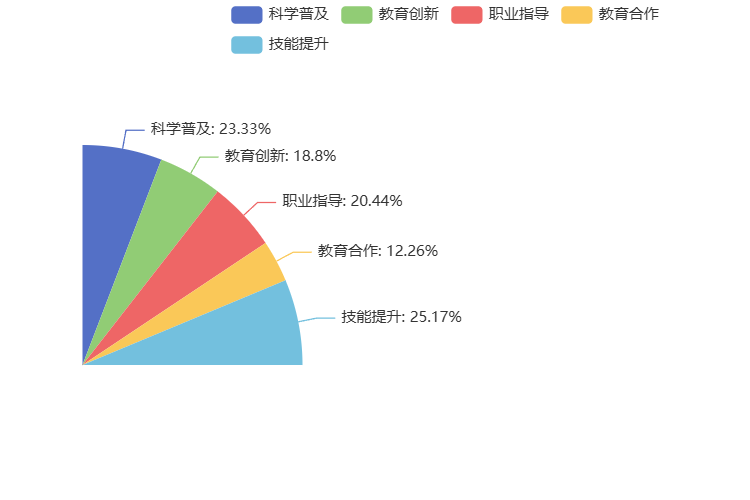 科学普及 教育创新 职业指导 教育合作
技能提升
科学普及: 23.33%
教育创新: 18.8%
职业指导: 20.44%
教育合作: 12.26%
技能提升: 25.17%